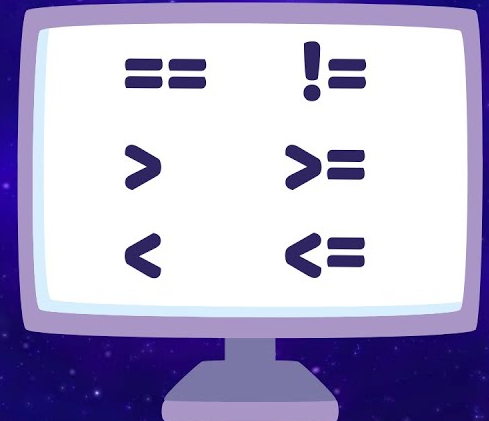 == !=
> >=
< <=